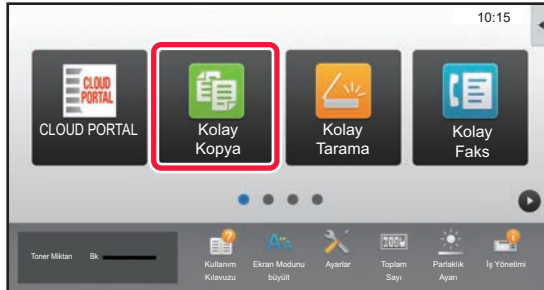 10:15
CLOUD
PORTAL
CLOUD PORTAL
Kolay
Kopya
Kolay
Tarama
Kolay
Faks
Toner Miktarı
Bk
Kullanım
Kılavuzu
Ekran Modunu
büyült
Ayarlar
Toplam
Sayı
Parlaklık
Ayarı
İş Yönetimi